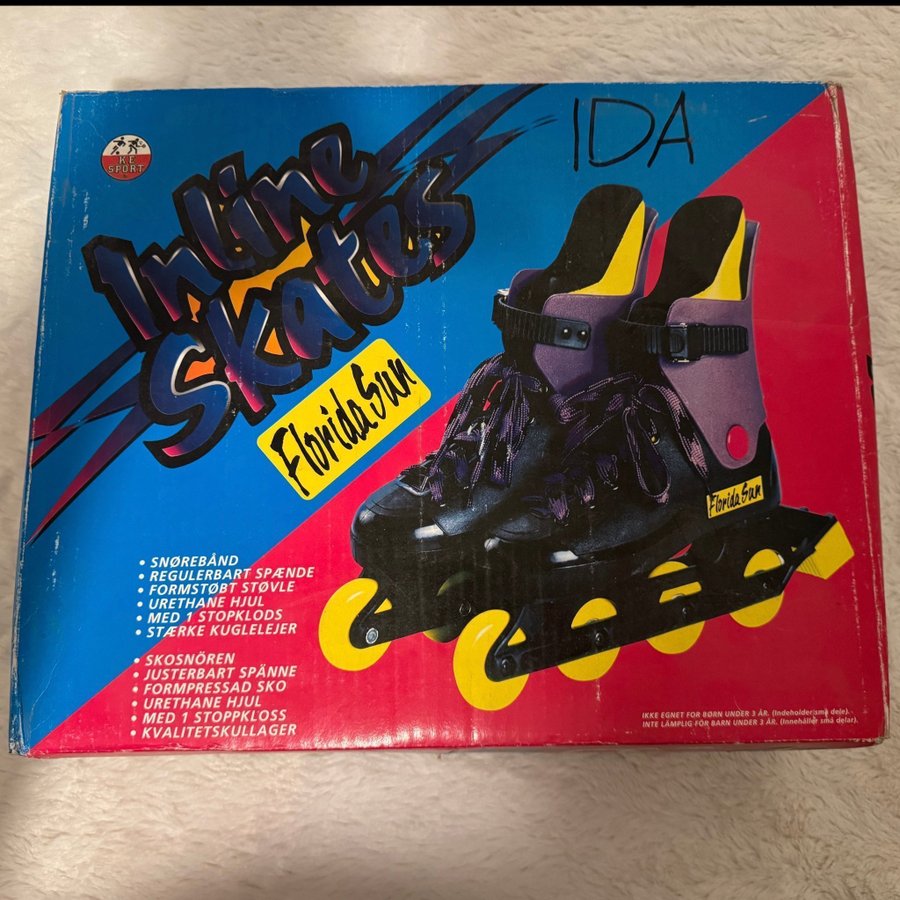 IDA
K.E.
SPORT
InLine
Skates
Florida Sun
Florida Sun
• SNØREBÅND
• REGULERBART SPÆNDE
• FORMSTØBT STØVLE
• URETHANE HJUL
• MED 1 STOPKLODS
• STÆRKE KUGLELEJER
• SKOSNÖREN
• JUSTERBART SPÄNNE
• FORMPRESSAD SKO
• URETHANE HJUL
• MED 1 STOPPKLOSS
• KVALITETSKULLAGER
IKKE EGNET FOR BØRN UNDER 3 ÅR. (Indeholder små dele).
INTE LÄMPLIG FÖR BARN UNDER 3 ÅR. (Innehåller små delar).